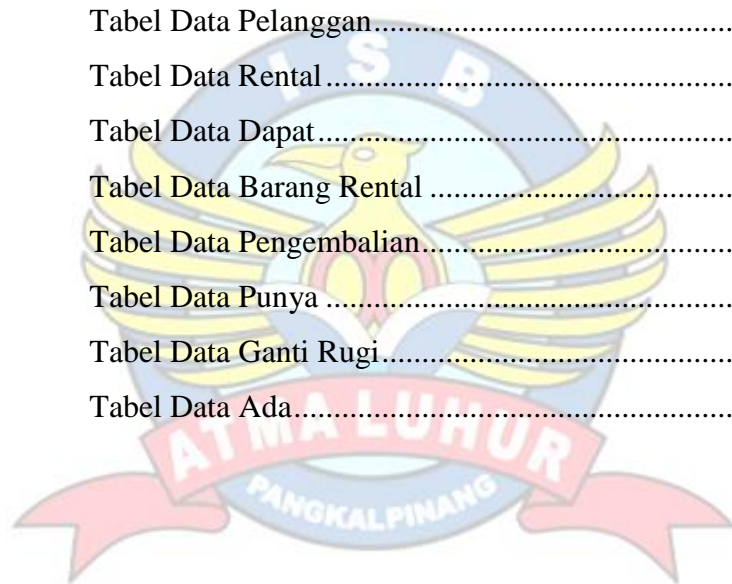 Tabel Data Pelanggan
Tabel Data Rental
Tabel Data Dapat
Tabel Data Barang Rental
Tabel Data Pengembalian
Tabel Data Punya
Tabel Data Ganti Rugi
Tabel Data Ada
I S B
ATMA LUHUR
PANGKALPINANG